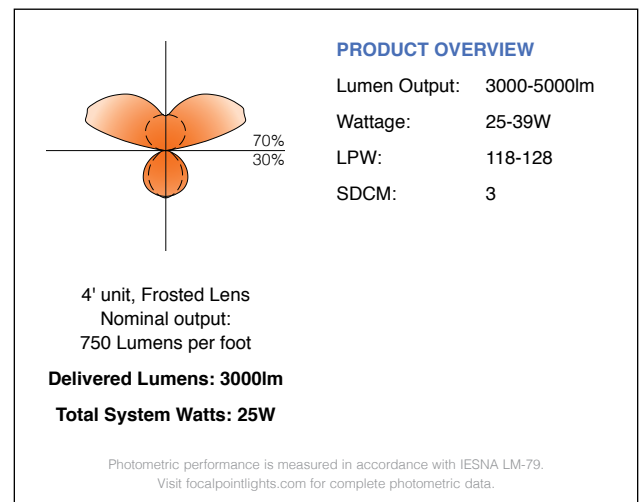 PRODUCT OVERVIEW
Lumen Output: 3000-5000lm
Wattage: 25-39W
LPW: 118-128
SDCM: 3
70%
30%
4' unit, Frosted Lens
Nominal output:
750 Lumens per foot
Delivered Lumens: 3000lm
Total System Watts: 25W
Photometric performance is measured in accordance with IESNA LM-79.
Visit focalpointlights.com for complete photometric data.